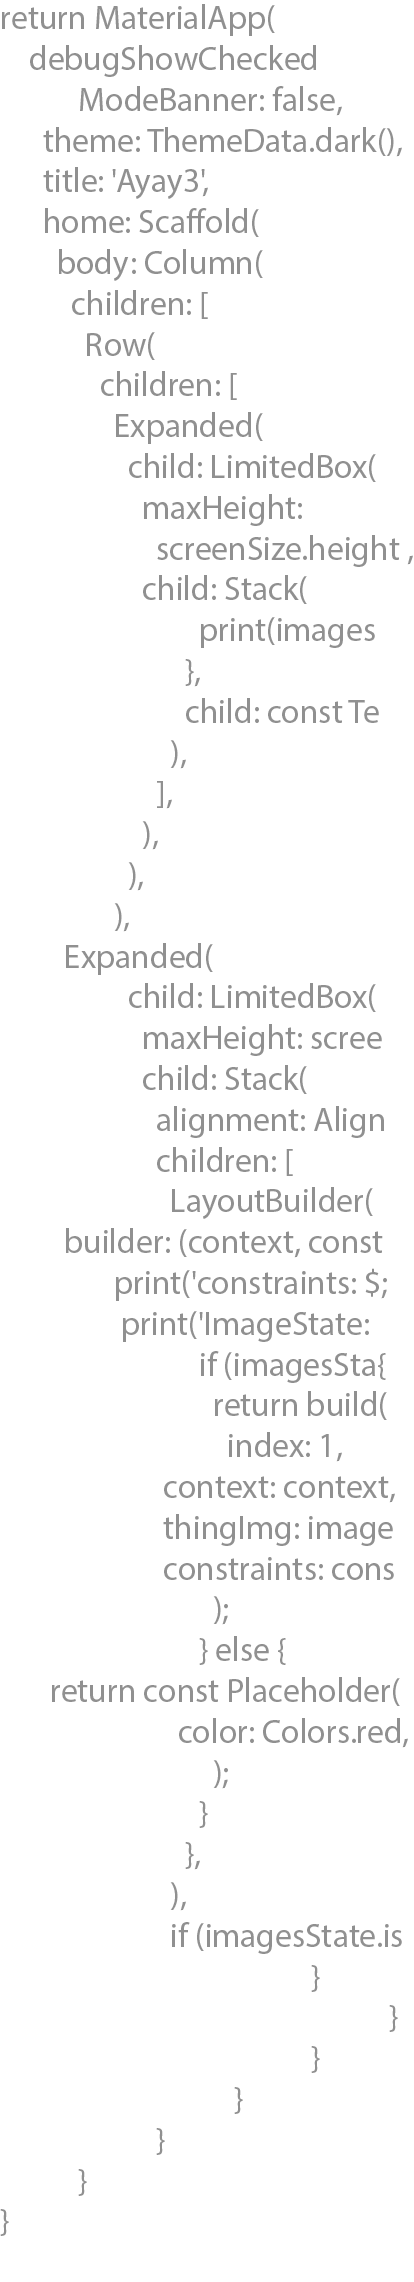 return MaterialApp(
debugShowChecked
ModeBanner: false,
theme: ThemeData.dark(),
title: 'Ayay3',
home: Scaffold(
body: Column(
children: [
Row(
children: [
Expanded(
child: LimitedBox(
maxHeight:
screenSize.height ,
child: Stack(
print(images
},
child: const Te
),
],
),
),
),
Expanded(
child: LimitedBox(
maxHeight: scree
child: Stack(
alignment: Align
children: [
LayoutBuilder(
builder: (context, const
print('constraints: $;
print('ImageState:
if (imagesSta{
return build(
index: 1,
context: context,
thingImg: image
constraints: cons
);
} else {
return const Placeholder(
color: Colors.red,
);
}
},
),
if (imagesState.is
}
}
}
}
}
}
}